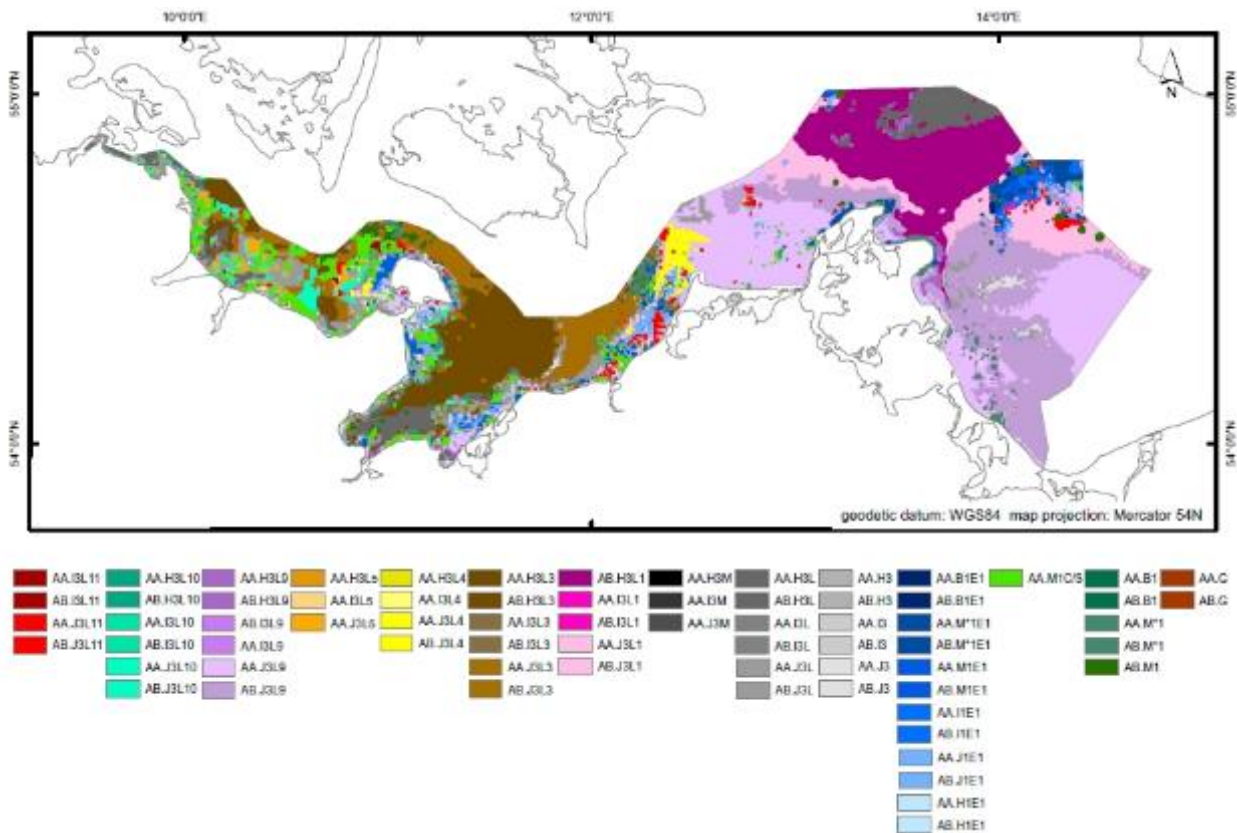 10°0'0"E 12°0'0"E 14°0'0"E
55°0'0"N 55°0'0"N
N
54°0'0"N 54°0'0"N
geodetic datum: WGS84 map projection: Mercator 54N
12°0'0"E 14°0'0"E
AA.I3L11 AA.H3L10 AA.H3L9 AA.H3L5 AA.H3L4 AA.H3L3 AB.H3L1 AA.H3M AA.H3L AA.H3 AA.B1E1 AA.M1C/S AA.B1 AA.G
AB.I3L11 AB.H3L10 AB.H3L9 AA.I3L5 AA.I3L4 AB.H3L3 AA.I3L1 AA.I3M AB.H3L AB.H3 AB.B1E1 AB.B1 AB.G
AA.J3L11 AA.I3L10 AB.I3L9 AA.J3L5 AA.J3L4 AA.I3L3 AB.I3L1 AA.J3M AA.I3L AA.I3 AA.M*1E1 AA.M*1
AB.J3L11 AB.I3L10 AA.I3L9 AB.J3L4 AB.I3L3 AA.J3L1 AB.I3L AB.I3 AB.M*1E1 AB.M*1
AA.J3L10 AA.J3L9 AA.J3L3 AB.J3L1 AA.J3L AA.J3 AA.M1E1 AB.M1
AB.J3L10 AB.J3L9 AB.J3L3 AB.J3L AB.J3 AB.M1E1
AA.I1E1
AB.I1E1
AA.J1E1
AB.J1E1
AA.H1E1
AB.H1E1